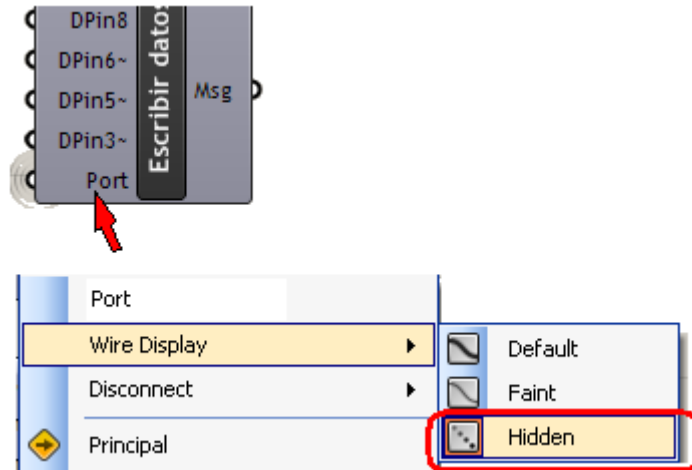 DPin8
DPin6~
DPin5~
DPin3~
Port
Escribir datos
Msg
Port
Wire Display
Disconnect
Principal
Default
Faint
Hidden